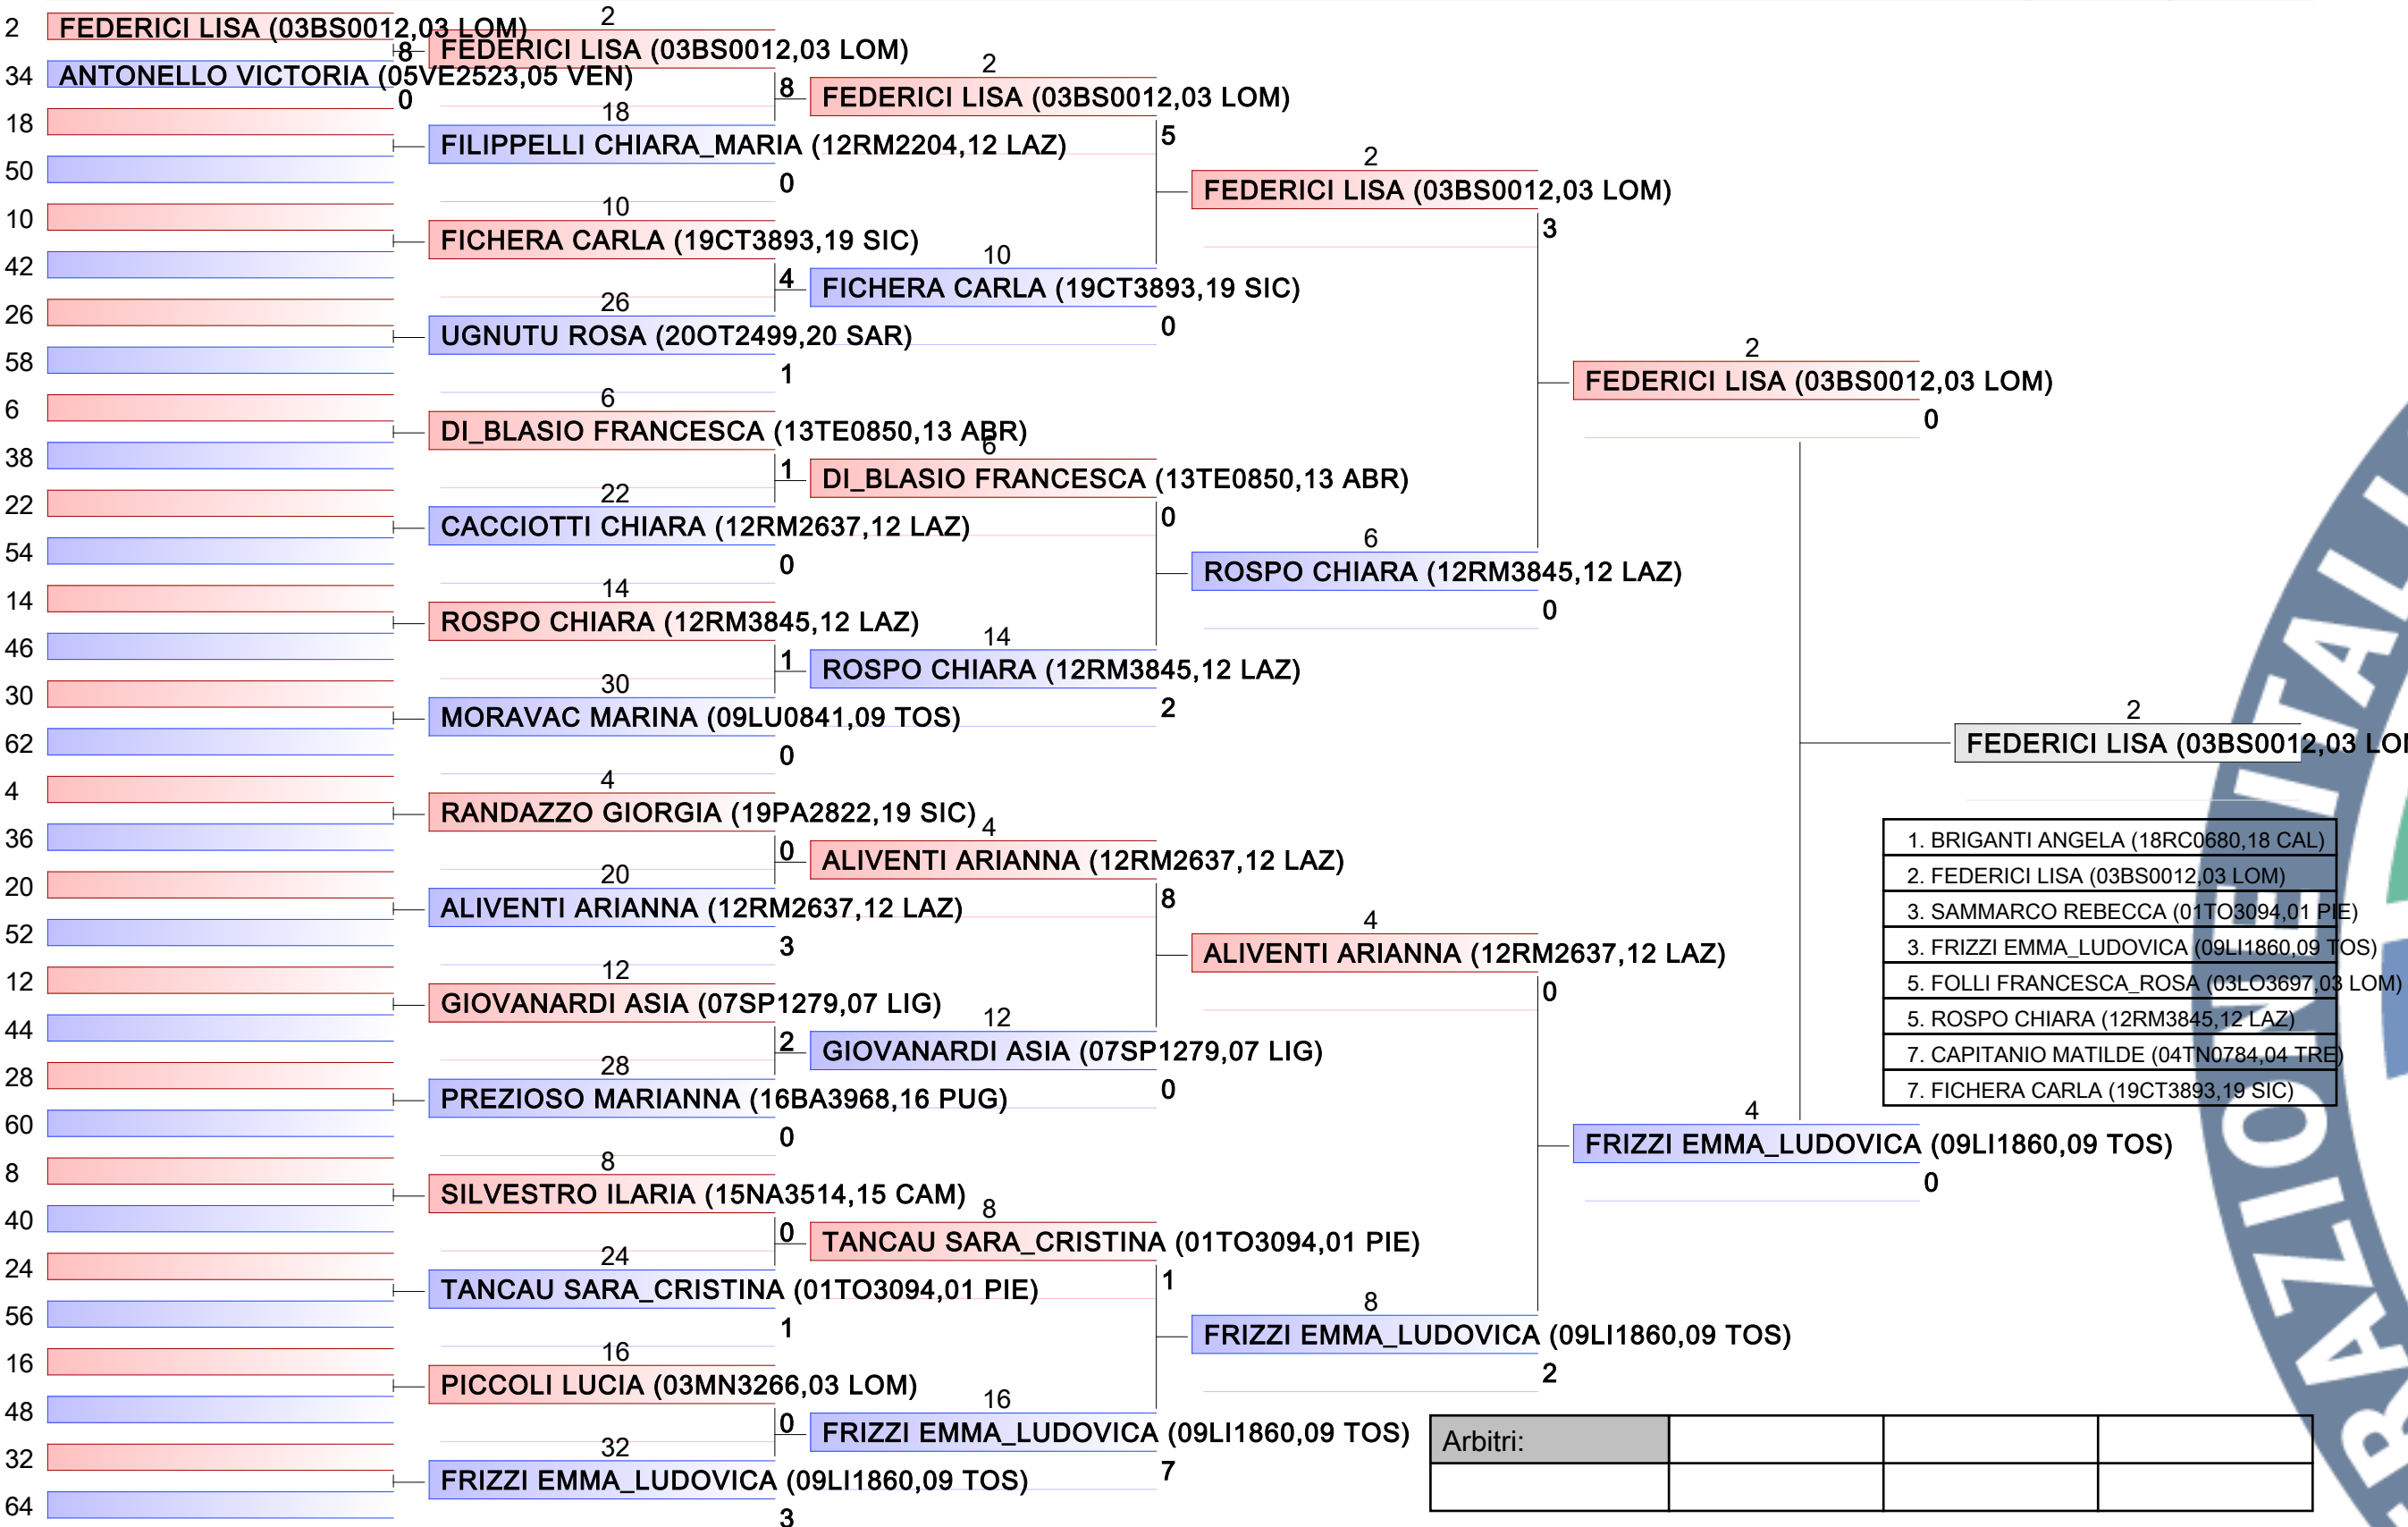 2 FEDERICI LISA (03BS0012,03 LOM)
8
34 ANTONELLO VICTORIA (05VE2523,05 VEN)
0
18
50
10
42
26
58
6
38
22
54
14
46
30
62
4
36
20
52
12
44
28
60
8
40
24
56
16
48
32
64
2
FEDERICI LISA (03BS0012,03 LOM)
8
18
FILIPPELLI CHIARA_MARIA (12RM2204,12 LAZ)
0
10
FICHERA CARLA (19CT3893,19 SIC)
4
26
UGNUTU ROSA (20OT2499,20 SAR)
1
6
DI_BLASIO FRANCESCA (13TE0850,13 ABR)
1
22
CACCIOTTI CHIARA (12RM2637,12 LAZ)
0
14
ROSPO CHIARA (12RM3845,12 LAZ)
1
30
MORAVAC MARINA (09LU0841,09 TOS)
0
4
RANDAZZO GIORGIA (19PA2822,19 SIC)
0
20
ALIVENTI ARIANNA (12RM2637,12 LAZ)
3
12
GIOVANARDI ASIA (07SP1279,07 LIG)
2
28
PREZIOSO MARIANNA (16BA3968,16 PUG)
0
8
SILVESTRO ILARIA (15NA3514,15 CAM)
0
24
TANCAU SARA_CRISTINA (01TO3094,01 PIE)
1
16
PICCOLI LUCIA (03MN3266,03 LOM)
0
32
FRIZZI EMMA_LUDOVICA (09LI1860,09 TOS)
3
2
FEDERICI LISA (03BS0012,03 LOM)
5
10
FICHERA CARLA (19CT3893,19 SIC)
0
6
DI_BLASIO FRANCESCA (13TE0850,13 ABR)
0
14
ROSPO CHIARA (12RM3845,12 LAZ)
2
4
ALIVENTI ARIANNA (12RM2637,12 LAZ)
8
12
GIOVANARDI ASIA (07SP1279,07 LIG)
0
8
TANCAU SARA_CRISTINA (01TO3094,01 PIE)
1
16
FRIZZI EMMA_LUDOVICA (09LI1860,09 TOS)
7
2
FEDERICI LISA (03BS0012,03 LOM)
3
6
ROSPO CHIARA (12RM3845,12 LAZ)
0
4
ALIVENTI ARIANNA (12RM2637,12 LAZ)
0
8
FRIZZI EMMA_LUDOVICA (09LI1860,09 TOS)
2
2
FEDERICI LISA (03BS0012,03 LOM)
0
4
FRIZZI EMMA_LUDOVICA (09LI1860,09 TOS)
0
2
FEDERICI LISA (03BS0012,03 LO
1. BRIGANTI ANGELA (18RC0680,18 CAL)
2. FEDERICI LISA (03BS0012,03 LOM)
3. SAMMARCO REBECCA (01TO3094,01 PIE)
3. FRIZZI EMMA_LUDOVICA (09LI1860,09 TOS)
5. FOLLI FRANCESCA_ROSA (03LO3697,03 LOM)
5. ROSPO CHIARA (12RM3845,12 LAZ)
7. CAPITANIO MATILDE (04TN0784,04 TRE)
7. FICHERA CARLA (19CT3893,19 SIC)
Arbitri:
RAZIONE ITALI